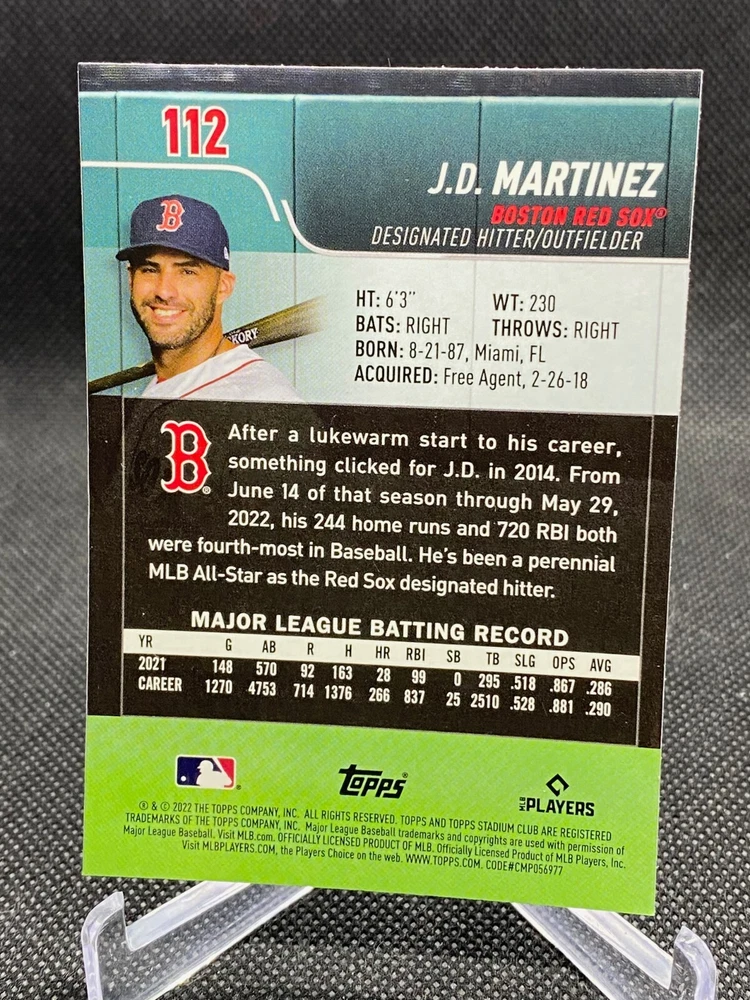 112
J.D. MARTINEZ
BOSTON RED SOX®
DESIGNATED HITTER/OUTFIELDER
B
KORY
HT: 6'3" WT: 230
BATS: RIGHT THROWS: RIGHT
BORN: 8-21-87, Miami, FL
ACQUIRED: Free Agent, 2-26-18
B®
After a lukewarm start to his career,
something clicked for J.D. in 2014. From
June 14 of that season through May 29,
2022, his 244 home runs and 720 RBI both
were fourth-most in Baseball. He's been a perennial
MLB All-Star as the Red Sox designated hitter.
MAJOR LEAGUE BATTING RECORD
YR G AB R H HR RBI SB TB SLG OPS AVG
2021 148 570 92 163 28 99 0 295 .518 .867 .286
CAREER 1270 4753 714 1376 266 837 25 2510 .528 .881 .290
Topps®
MLB PLAYERS
® & © 2022 THE TOPPS COMPANY, INC. ALL RIGHTS RESERVED. TOPPS AND TOPPS STADIUM CLUB ARE REGISTERED
TRADEMARKS OF THE TOPPS COMPANY, INC. Major League Baseball trademarks and copyrights are used with permission of
Major League Baseball. Visit MLB.com. OFFICIALLY LICENSED PRODUCT OF MLB. Officially Licensed Product of MLB Players, Inc.
Visit MLBPLAYERS.COM, the Players Choice on the web. WWW.TOPPS.COM. CODE#CMP056977